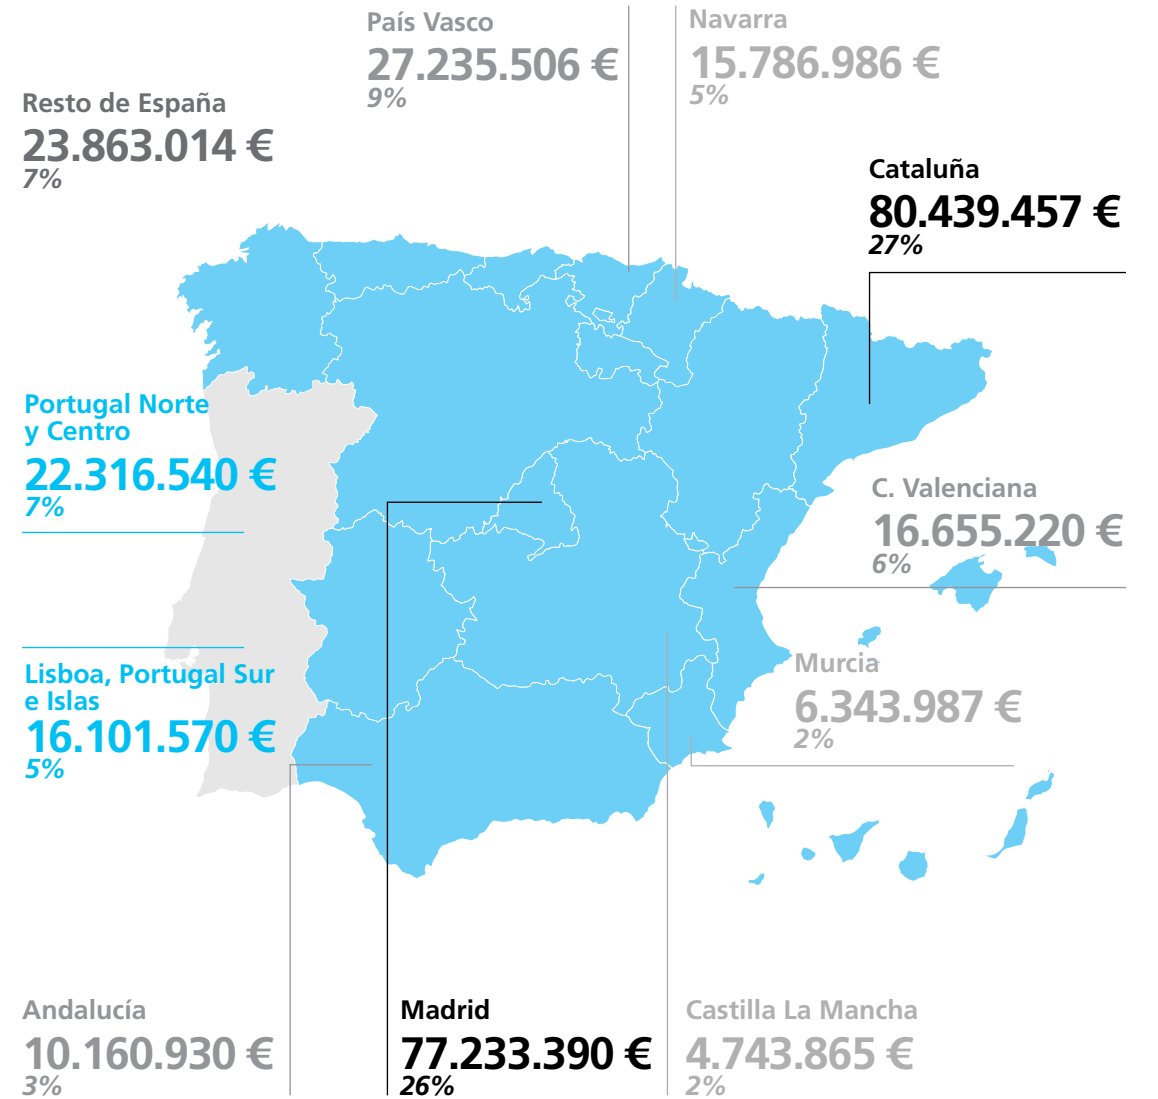 País Vasco
27.235.506 €
9%
Navarra
15.786.986 €
5%
Resto de España
23.863.014 €
7%
Cataluña
80.439.457 €
27%
Portugal Norte
y Centro
22.316.540 €
7%
C. Valenciana
16.655.220 €
6%
Lisboa, Portugal Sur
e Islas
16.101.570 €
5%
Murcia
6.343.987 €
2%
Andalucía
10.160.930 €
3%
Madrid
77.233.390 €
26%
Castilla La Mancha
4.743.865 €
2%